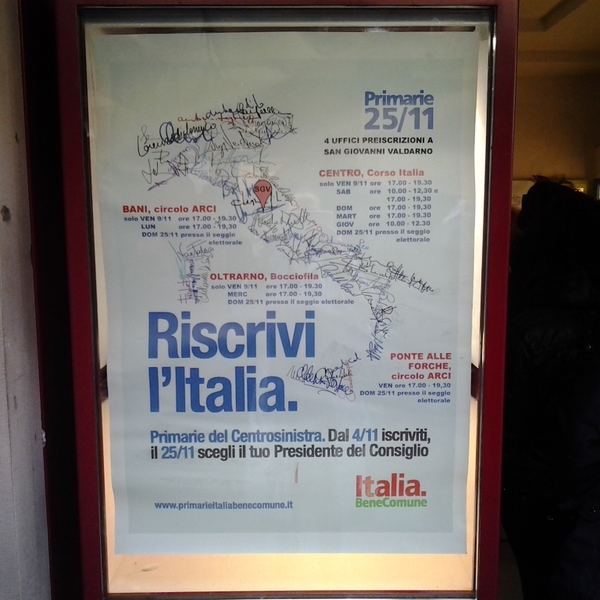 Primarie
25/11
4 UFFICI PREISCRIZIONI A
SAN GIOVANNI VALDARNO
CENTRO, Corso Italia
solo VEN 9/11 ore 17.00 - 19.30
SAB ore 10.00 - 12,30 e
17.00 - 19,30
DOM ore 17.00 - 19,30
MART ore 17.00 - 19,30
GIOV ore 10.00 - 12.30
DOM 25/11 presso il seggio
elettorale
SGV
BANI, circolo ARCI
solo VEN 9/11 ore 17.00 - 19,30
LUN ore 17.00 - 19,30
DOM 25/11 presso il seggio
elettorale
OLTRARNO, Bocciofila
solo VEN 9/11 ore 17.00 - 19.30
MERC ore 17.00 - 19,30
DOM 25/11 presso il seggio elettorale
Riscrivi
l'Italia.
PONTE ALLE
FORCHE,
circolo ARCI
VEN ore 17.00 - 19,30
DOM 25/11 presso il seggio
elettorale
Primarie del Centrosinistra. Dal 4/11 iscriviti,
il 25/11 scegli il tuo Presidente del Consiglio
Italia.
BeneComune
www.primarieitaliabenecomune.it